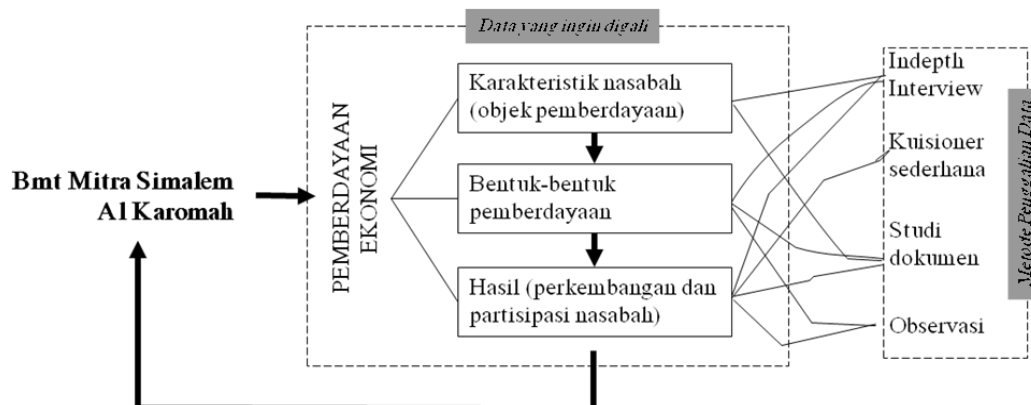 Data yang ingin digali
Bmt Mitra Simalem
Al Karomah
PEMBERDAYAAN
EKONOMI
Karakteristik nasabah
(objek pemberdayaan)
Bentuk-bentuk
pemberdayaan
Hasil (perkembangan dan
partisipasi nasabah)
Indepth
Interview
Kuisioner
sederhana
Studi
dokumen
Observasi
Metode Penggalian Data